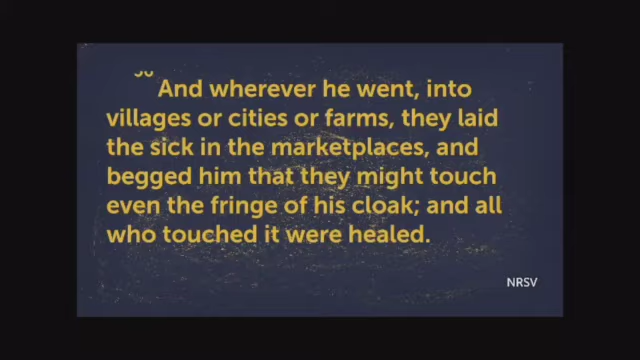 And wherever he went, into
villages or cities or farms, they laid
the sick in the marketplaces, and
begged him that they might touch
even the fringe of his cloak; and all
who touched it were healed.
NRSV